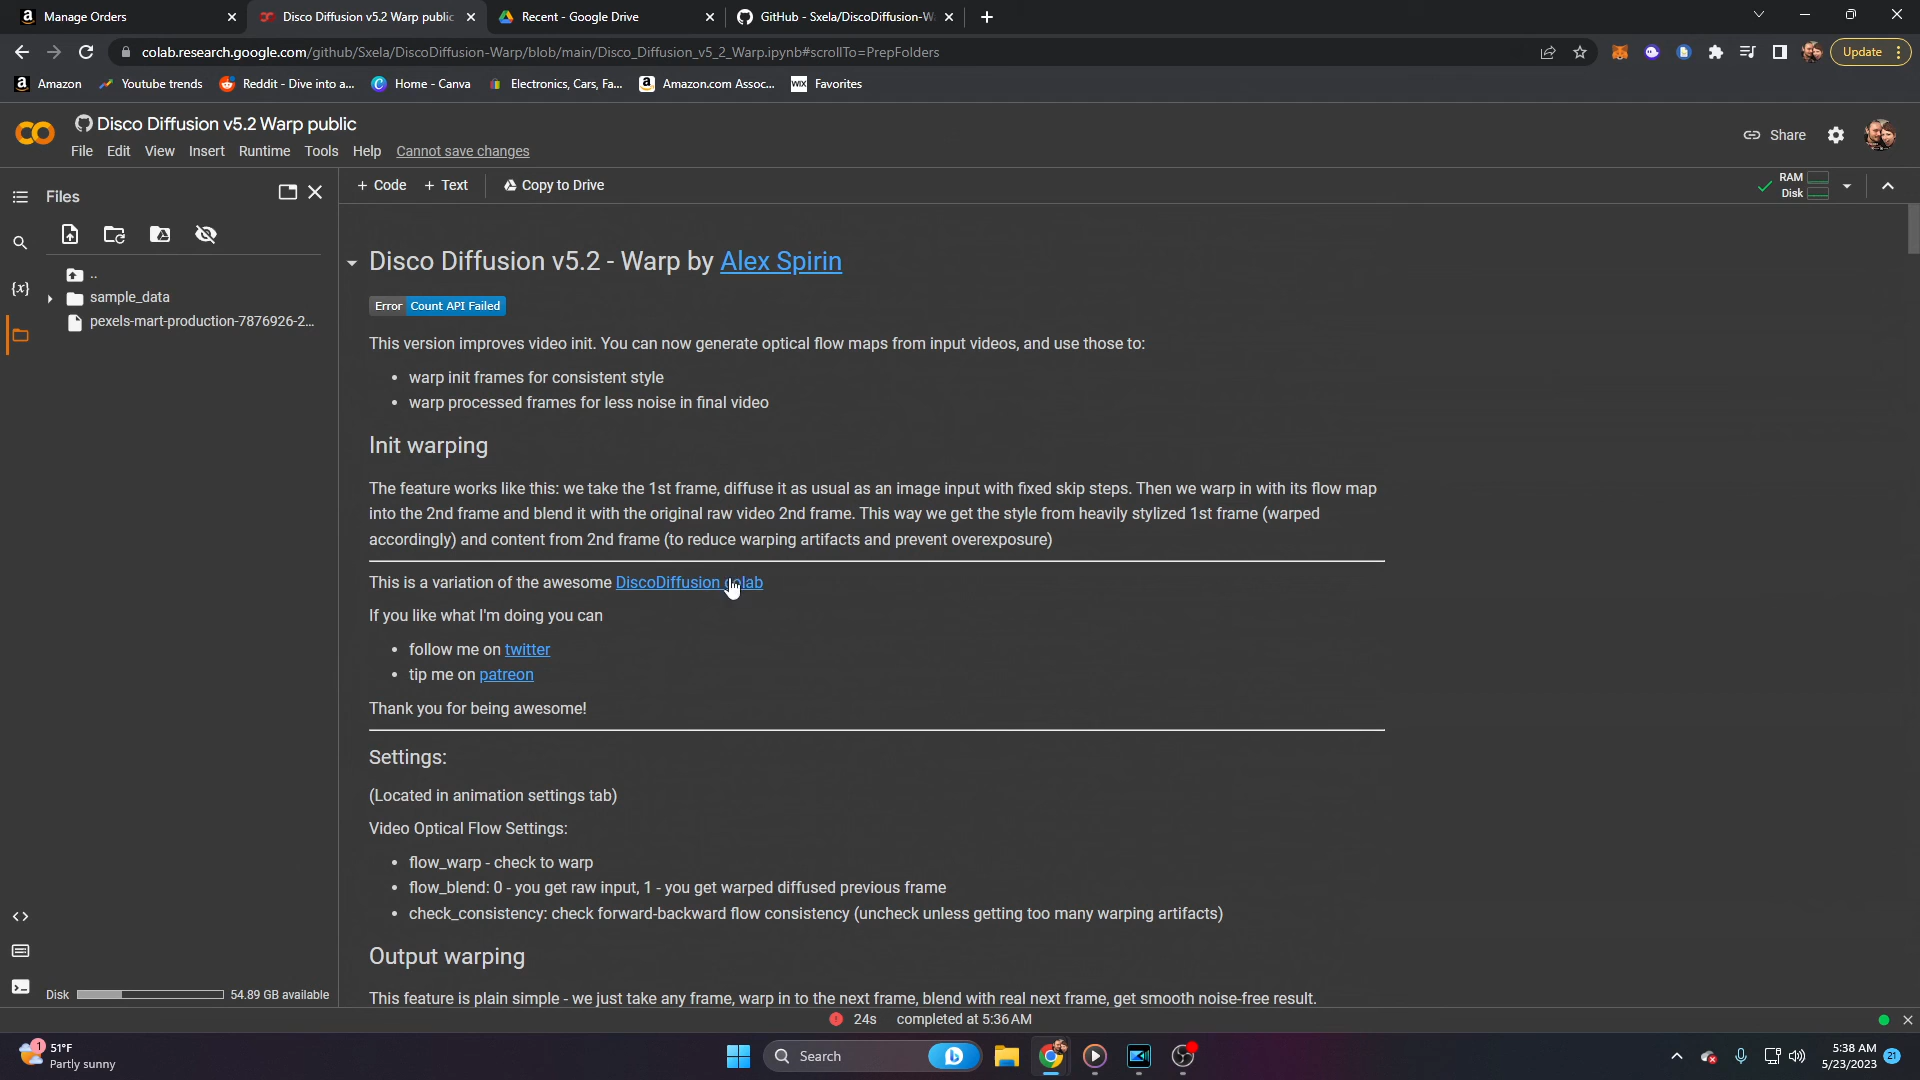 Manage Orders
Disco Diffusion v5.2 Warp public
Recent - Google Drive
GitHub - Sxela/DiscoDiffusion-W
colab.research.google.com/github/Sxela/DiscoDiffusion-Warp/blob/main/Disco_Diffusion_v5_2_Warp.ipynb#scrollTo=PrepFolders
Update
Amazon
Youtube trends
Reddit - Dive into a...
Home - Canva
Electronics, Cars, Fa...
Amazon.com Assoc...
WIX Favorites
Disco Diffusion v5.2 Warp public
File Edit View Insert Runtime Tools Help Cannot save changes
Share
Files
+ Code + Text Copy to Drive
RAM
Disk
..
sample_data
pexels-mart-production-7876926-2...
{x}
Disco Diffusion v5.2 - Warp by Alex Spirin
Error Count API Failed
This version improves video init. You can now generate optical flow maps from input videos, and use those to:
• warp init frames for consistent style
• warp processed frames for less noise in final video
Init warping
The feature works like this: we take the 1st frame, diffuse it as usual as an image input with fixed skip steps. Then we warp in with its flow map
into the 2nd frame and blend it with the original raw video 2nd frame. This way we get the style from heavily stylized 1st frame (warped
accordingly) and content from 2nd frame (to reduce warping artifacts and prevent overexposure)
This is a variation of the awesome DiscoDiffusion colab
If you like what I'm doing you can
• follow me on twitter
• tip me on patreon
Thank you for being awesome!
Settings:
(Located in animation settings tab)
Video Optical Flow Settings:
• flow_warp - check to warp
• flow_blend: 0 - you get raw input, 1 - you get warped diffused previous frame
• check_consistency: check forward-backward flow consistency (uncheck unless getting too many warping artifacts)
Output warping
This feature is plain simple - we just take any frame, warp in to the next frame, blend with real next frame, get smooth noise-free result.
Disk 54.89 GB available
24s completed at 5:36 AM
1
51°F
Partly sunny
Search
5:38 AM
5/23/2023
21